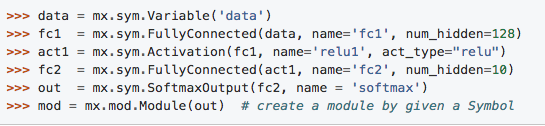 >>> data = mx.sym.Variable('data')
>>> fc1  = mx.sym.FullyConnected(data, name='fc1', num_hidden=128)
>>> act1 = mx.sym.Activation(fc1, name='relu1', act_type="relu")
>>> fc2  = mx.sym.FullyConnected(act1, name='fc2', num_hidden=10)
>>> out  = mx.sym.SoftmaxOutput(fc2, name = 'softmax')
>>> mod = mx.mod.Module(out)  # create a module by given a Symbol